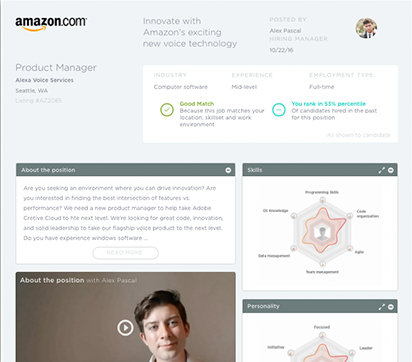 amazon.com
Innovate with
Amazon's exciting
new voice technology
POSTED BY
Alex Pascal
HIRING MANAGER
10/22/16
Product Manager
Alexa Voice Services
Seattle, WA
Listing #AZ2085
INDUSTRY EXPERIENCE EMPLOYMENT TYPE:
Computer software Mid-level Full-time
Good Match
Because this job matches your
location, skillset and work
environment
You rank in 53% percentile
Of candidates hired in the past
for this position
As shown to candidate
About the position
Are you seeking an environment where you can drive innovation? Are
you interested in finding the best intersection of features vs.
performance? We need a new product manager to help take Adobe
Cretive Cloud to hte next level. We're looking for great code, innovation,
and solid leadership to take our flagship voice product to the next level.
Do you have experience windows software ...
READ MORE
About the position with Alex Pascal
Skills
Programming Skills
OS Knowledge
Code
organisation
Data management
Agile
Team management
Personality
Focused
Initiative
Leader